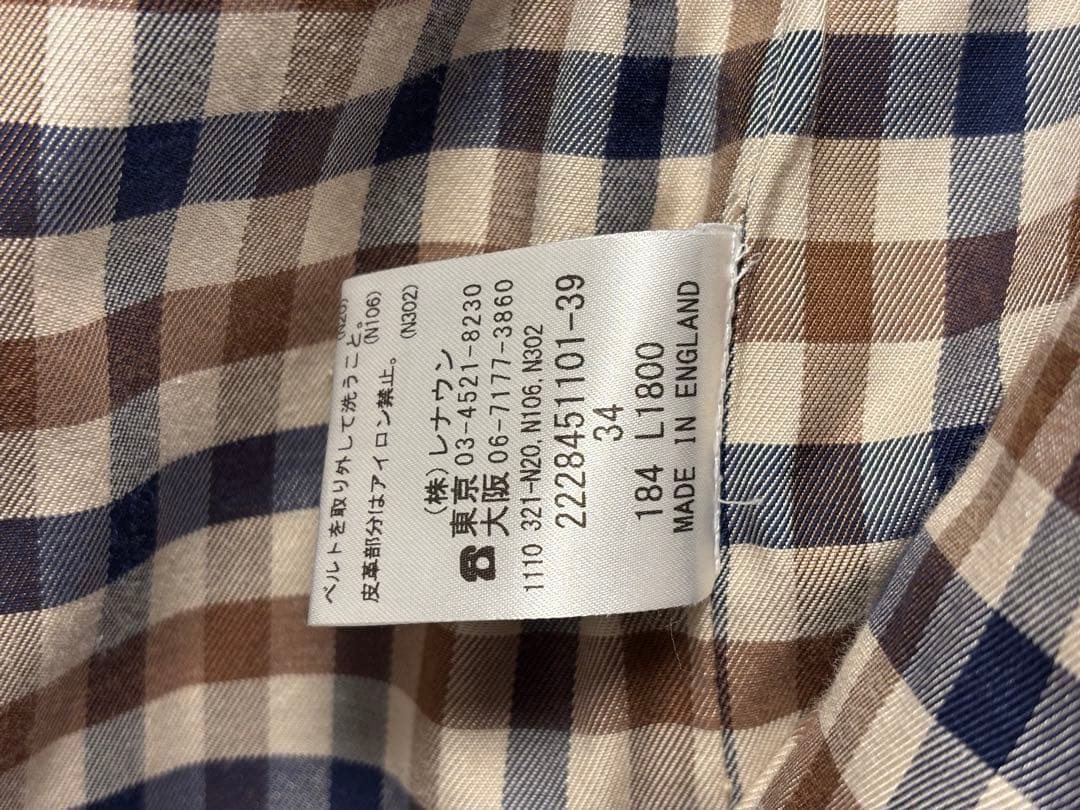 (N20)
ベルトを取り外して洗うこと。
(N106)
皮革部分はアイロン禁止。
(N302)
(株)レナウン
東京 03-4521-8230
☎大阪 06-7177-3860
1110 321-N20,N106,N302
2228451101-39
34
184 L1800
MADE IN ENGLAND